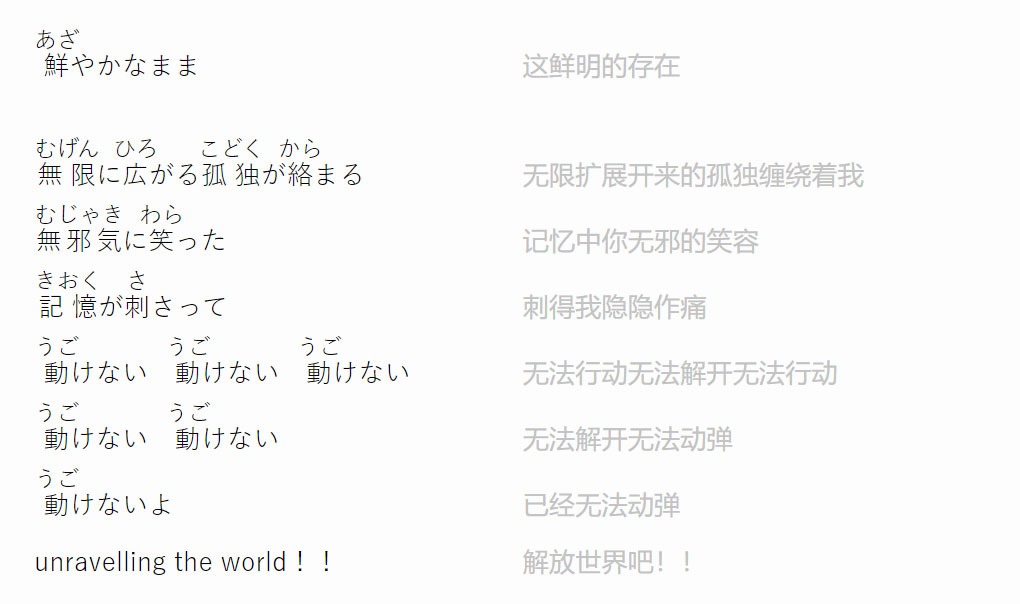 あざ
鮮やかなまま 这鲜明的存在
むげん ひろ こどく から
無限に広がる孤独が絡まる 无限扩展开来的孤独缠绕着我
むじゃき わら
無邪気に笑った 记忆中你无邪的笑容
きおく さ
記憶が刺さって 刺得我隐隐作痛
うご うご うご
動けない 動けない 動けない 无法行动无法解开无法行动
うご うご
動けない 動けない 无法解开无法动弹
うご
動けないよ 已经无法动弹
unravelling the world！！ 解放世界吧！！